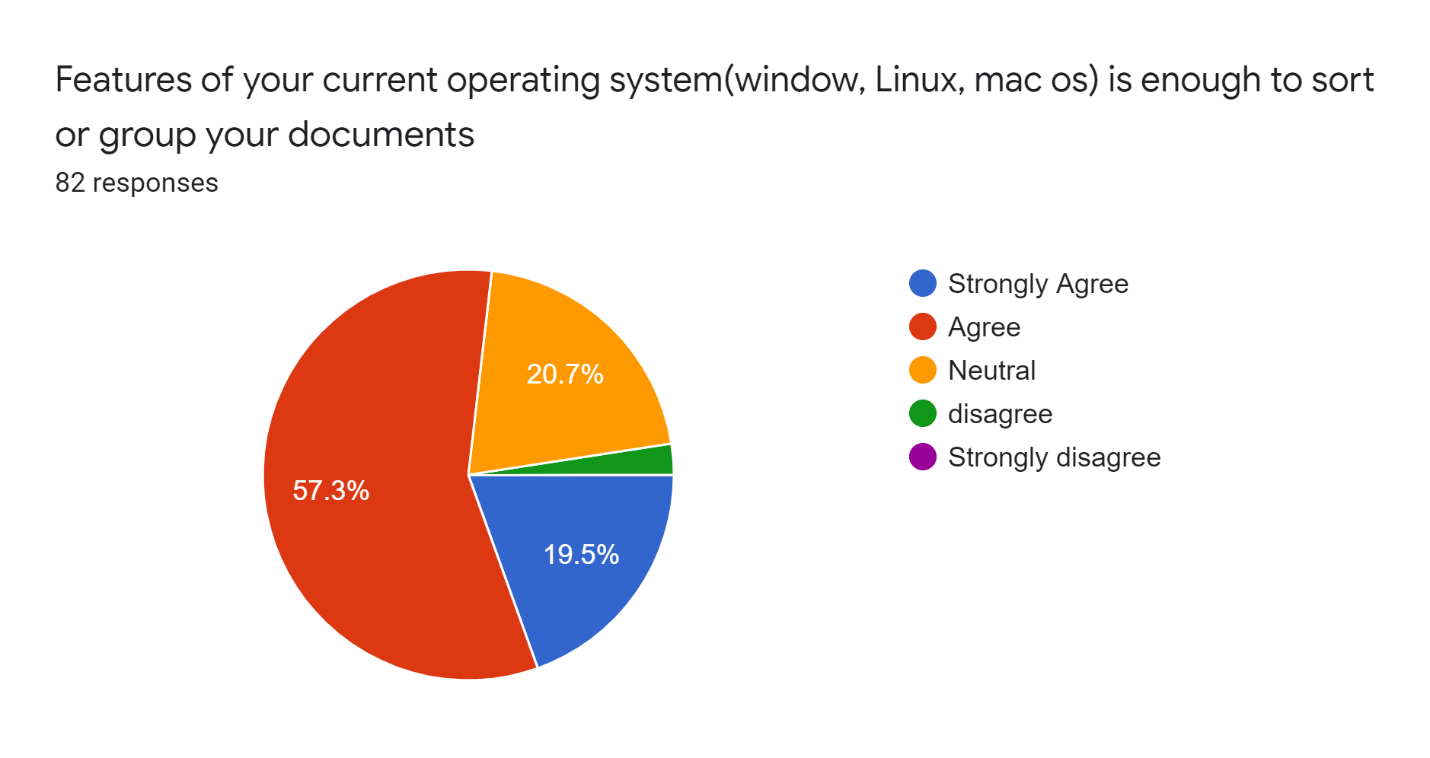 Features of your current operating system(window, Linux, mac os) is enough to sort
or group your documents
82 responses
20.7%
57.3%
19.5%
Strongly Agree
Agree
Neutral
disagree
Strongly disagree